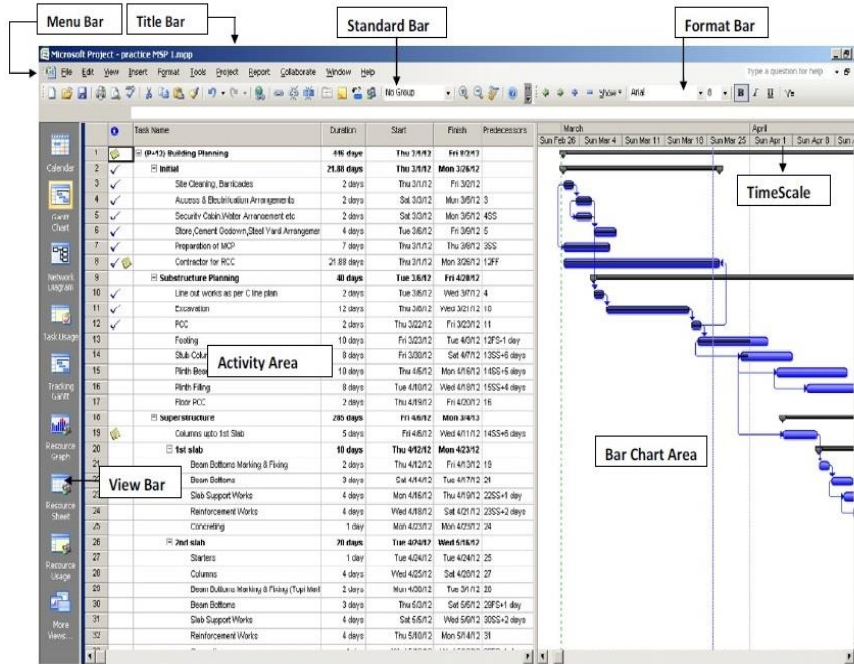 Menu Bar Title Bar Standard Bar Format Bar
Microsoft Project - practice MSP 1.mpp
File Edit View Insert Format Tools Project Report Collaborate Window Help Type a question for help
No Group Show Arial 8 B I U
Task Name Duration Start Finish Predecessors March April
Sun Feb 26 Sun Mar 4 Sun Mar 11 Sun Mar 18 Sun Mar 25 Sun Apr 1 Sun Apr 8
1 (P+12) Building Planning
2 Initial 21.88 days Thu 3/1/12 Mon 3/26/12
3 Site Cleaning, Barricades 2 days Thu 3/1/12 Fri 3/2/12
4 Access & Electrification Arrangements 2 days Sat 3/3/12 Mon 3/5/12 3
5 Security Cabin,Water Arrangement etc 2 days Sat 3/3/12 Mon 3/5/12 4SS
6 Store,Cement Godown,Steel Yard Arrangemer 4 days Tue 3/6/12 Fri 3/9/12 5
7 Preparation of MCP 7 days Thu 3/1/12 Thu 3/8/12 3SS
8 Contractor for RCC 21.88 days Thu 3/1/12 Mon 3/26/12 12FF
9 Substructure Planning 40 days Tue 3/6/12 Fri 4/20/12
10 Line out works as per C line plan 2 days Tue 3/6/12 Wed 3/7/12 4
11 Excavation 12 days Thu 3/8/12 Wed 3/21/12 10
12 PCC 2 days Thu 3/22/12 Fri 3/23/12 11
13 Footing 10 days Fri 3/23/12 Tue 4/3/12 12FS-1 day
14 Stub Colum 8 days Fri 3/30/12 Sat 4/7/12 13SS+6 days
15 Plinth Bean 10 days Thu 4/5/12 Mon 4/16/12 14SS+5 days
16 Plinth Filling 8 days Tue 4/10/12 Wed 4/18/12 15SS+4 days
17 Floor PCC 2 days Thu 4/19/12 Fri 4/20/12 16
18 Superstructure 285 days Fri 4/6/12 Mon 3/4/13
19 Columns upto 1st Slab 5 days Fri 4/6/12 Wed 4/11/12 14SS+6 days
20 1st slab 10 days Thu 4/12/12 Mon 4/23/12
21 Beam Bottoms Marking & Fixing 2 days Thu 4/12/12 Fri 4/13/12 19
22 Beam Bottoms 3 days Sat 4/14/12 Tue 4/17/12 21
23 Slab Support Works 4 days Mon 4/16/12 Thu 4/19/12 22SS+1 day
24 Reinforcement Works 4 days Wed 4/18/12 Sat 4/21/12 23SS+2 days
25 Concreting 1 day Mon 4/23/12 Mon 4/23/12 24
26 2nd slab 20 days Tue 4/24/12 Wed 5/16/12
27 Starters 1 day Tue 4/24/12 Tue 4/24/12 25
28 Columns 4 days Wed 4/25/12 Sat 4/28/12 27
29 Beam Bottoms Marking & Fixing 2 days Mon 4/30/12 Tue 5/1/12 28
30 Beam Bottoms 3 days Thu 5/3/12 Sat 5/5/12 29FS+1 day
31 Slab Support Works 4 days Sat 5/5/12 Wed 5/9/12 30SS+2 days
32 Reinforcement Works 4 days Thu 5/10/12 Mon 5/14/12 31
Calendar
Gantt
Chart
Network
Diagram
Task Usage
Tracking
Gantt
Resource
Graph
Resource
Sheet
Resource
Usage
More
Views...
Activity Area
View Bar
TimeScale
Bar Chart Area